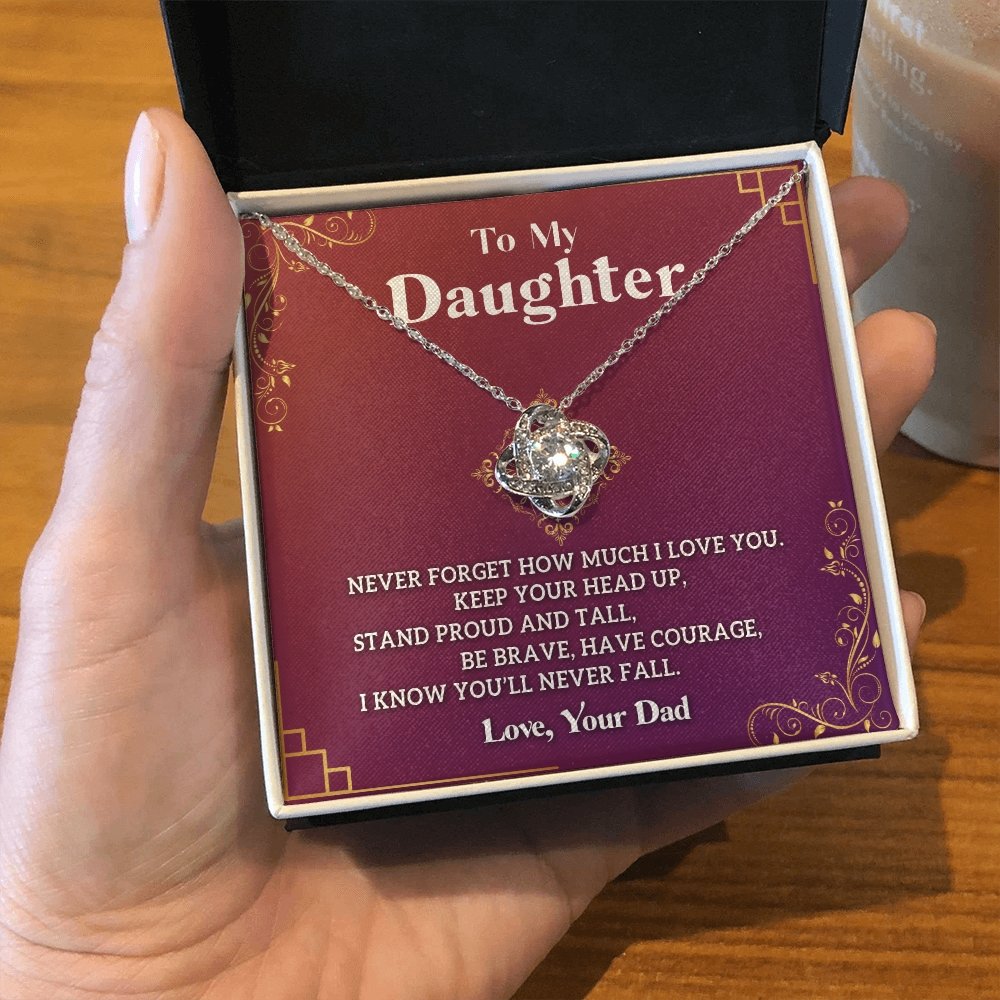 To My
Daughter
NEVER FORGET HOW MUCH I LOVE YOU.
KEEP YOUR HEAD UP,
STAND PROUD AND TALL,
BE BRAVE, HAVE COURAGE,
I KNOW YOU'LL NEVER FALL.
Love, Your Dad